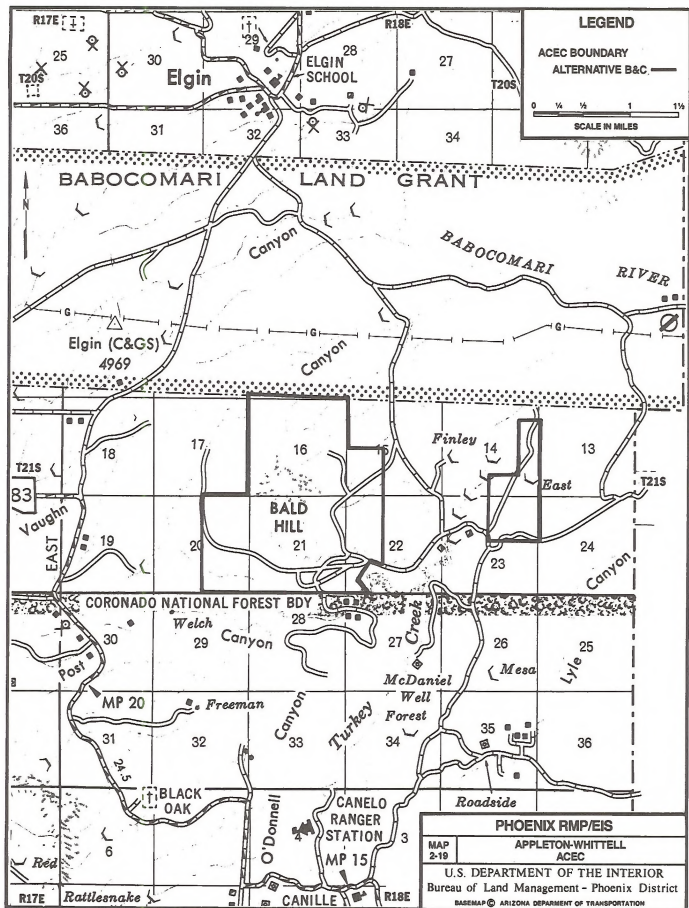 R17E
29
28
R18E
27
25
30
Elgin
ELGIN
SCHOOL
T20S
T20S
36
31
32
33
34
LEGEND
ACEC BOUNDARY
ALTERNATIVE B&C
0 ¼ ½ 1 1½
SCALE IN MILES
BABOCOMARI LAND GRANT
N
Canyon
BABOCOMARI
RIVER
G
G
G
Elgin (C&GS)
4969
Canyon
18
17
16
15
Finley
14
13
T21S
T21S
83
Vaughn
EAST
BALD
HILL
East
19
20
21
22
23
24
Canyon
CORONADO NATIONAL FOREST BDY
30
Welch
29
Canyon
28
27
Creek
26
25
Post
McDaniel
Well
Mesa
Lyle
MP 20
Freeman
Canyon
Turkey
Forest
31
32
33
34
35
36
24.5
BLACK
OAK
CANELO
RANGER
STATION
Roadside
O'Donnell
4
3
6
MP 15
Red
R17E
Rattlesnake
CANILLE
R18E
PHOENIX RMP/EIS
MAP
2-19
APPLETON-WHITTELL
ACEC
U.S. DEPARTMENT OF THE INTERIOR
Bureau of Land Management - Phoenix District
BASEMAP © ARIZONA DEPARMENT OF TRANSPORTATION